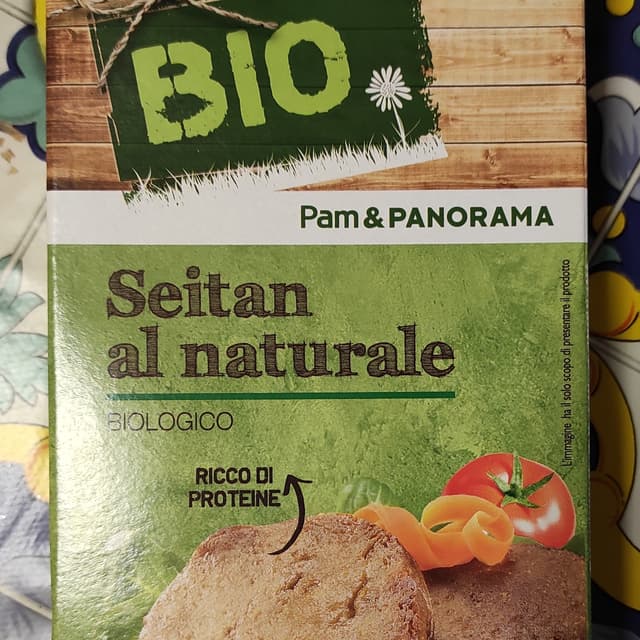 BIO
Pam & PANORAMA
Seitan
al naturale
BIOLOGICO
RICCO DI
PROTEINE
L'immagine ha il solo scopo di presentare il prodotto